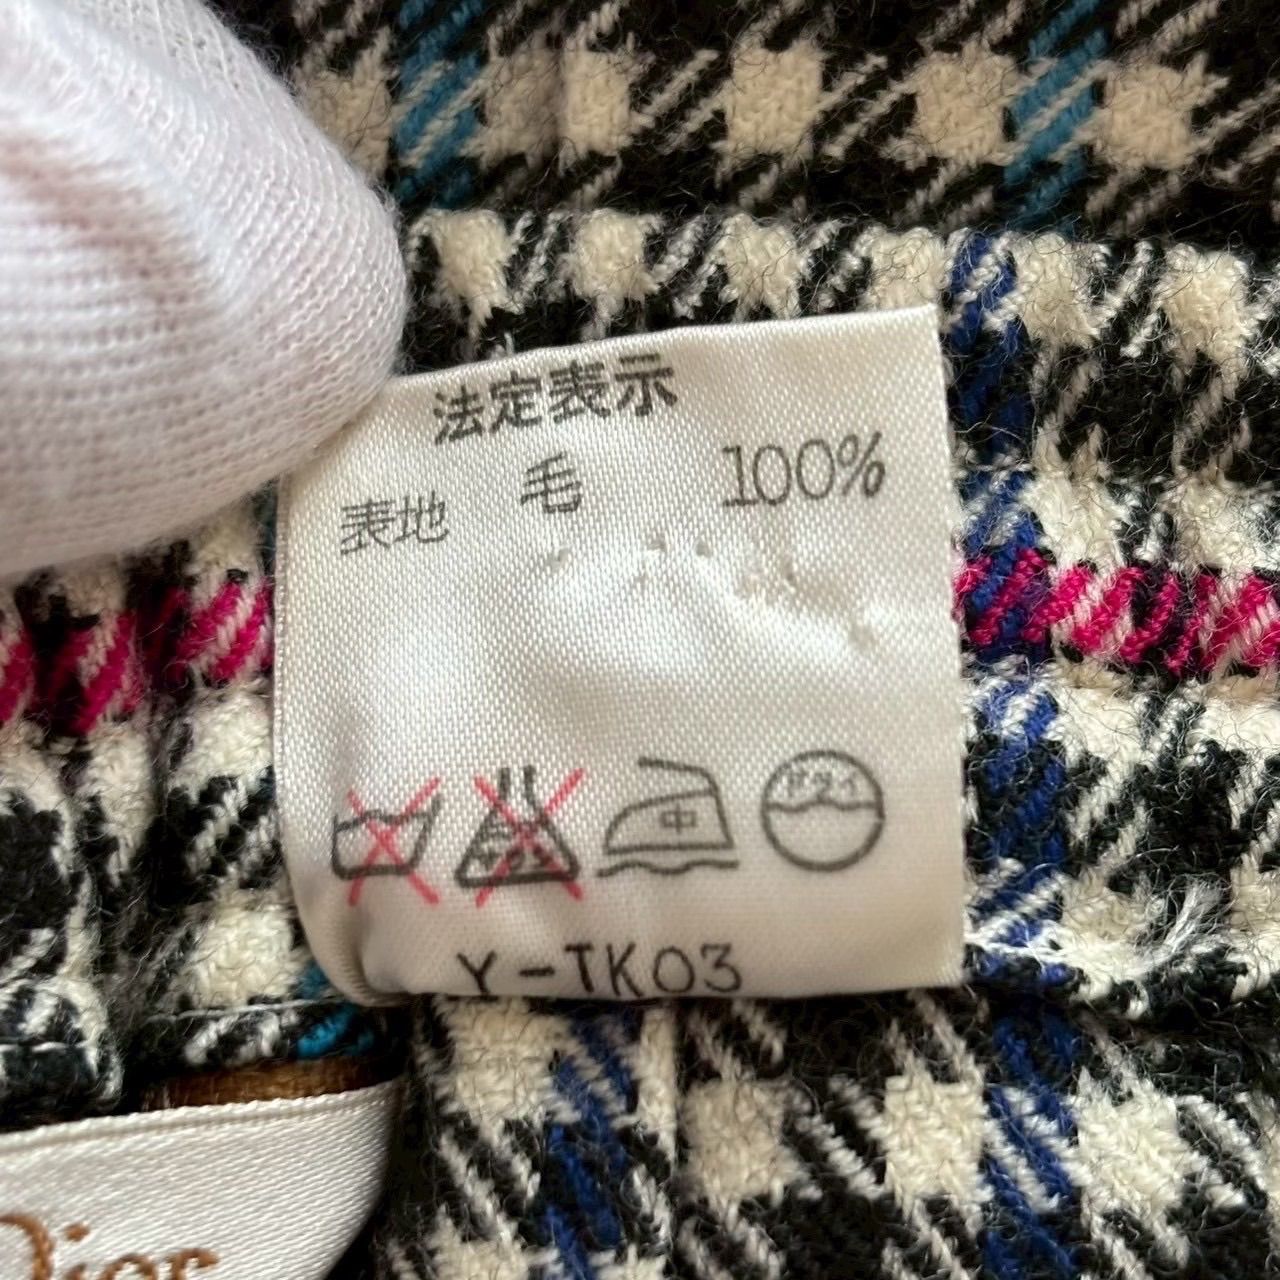 法定表示
表地 毛 100%
中
ドライ
Y-TK03
Dior